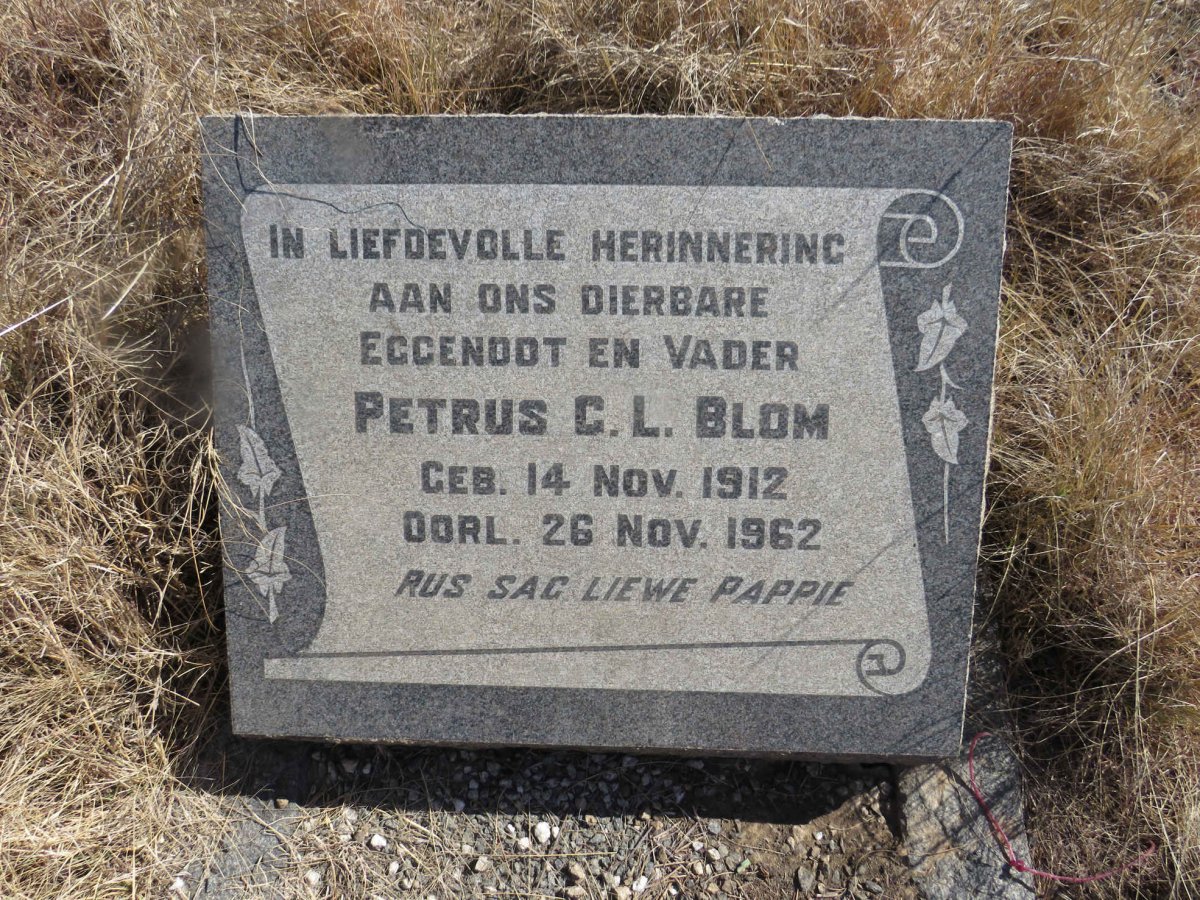 IN LIEFDEVOLLE HERINNERING
AAN ONS DIERBARE
EGGENOOT EN VADER
PETRUS G. L. BLOM
GEB. 14 NOV. 1912
OORL. 26 NOV. 1962
RUS SAG LIEWE PAPPIE